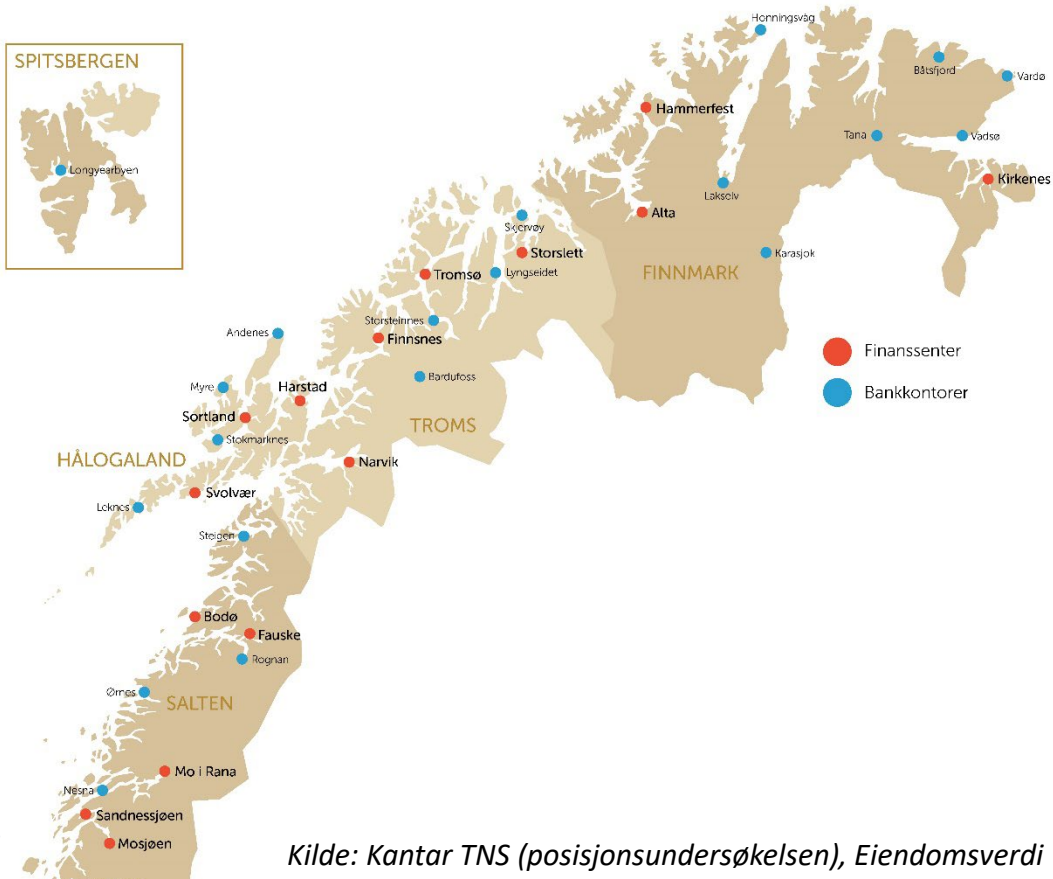 Honningsvåg
SPITSBERGEN
Båtsfjord
Vardø
Hammerfest
Tana
Vadsø
Longyearbyen
Kirkenes
Lakselv
Alta
Skjervøy
Storslett
Karasjok
Tromsø
Lyngseidet
FINNMARK
Storsteinnes
Andenes
Finnsnes
Finanssenter
Bardufoss
Myre
Harstad
Bankkontorer
Sortland
TROMS
Stokmarknes
HÅLOGALAND
Narvik
Svolvær
Leknes
Steigen
Bodø
Fauske
Rognan
Ørnes
SALTEN
Mo i Rana
Nesna
Sandnessjøen
Mosjøen
Kilde: Kantar TNS (posisjonsundersøkelsen), Eiendomsverdi